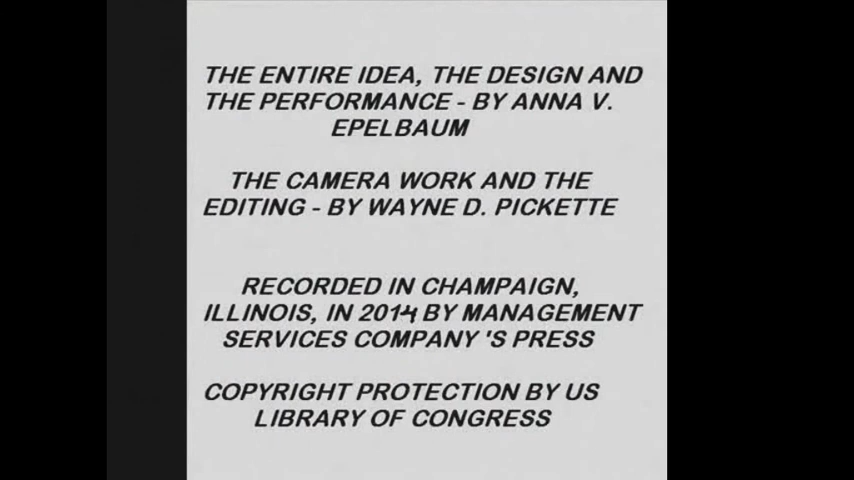 THE ENTIRE IDEA, THE DESIGN AND
THE PERFORMANCE - BY ANNA V.
EPELBAUM
THE CAMERA WORK AND THE
EDITING - BY WAYNE D. PICKETTE
RECORDED IN CHAMPAIGN,
ILLINOIS, IN 2014 BY MANAGEMENT
SERVICES COMPANY 'S PRESS
COPYRIGHT PROTECTION BY US
LIBRARY OF CONGRESS